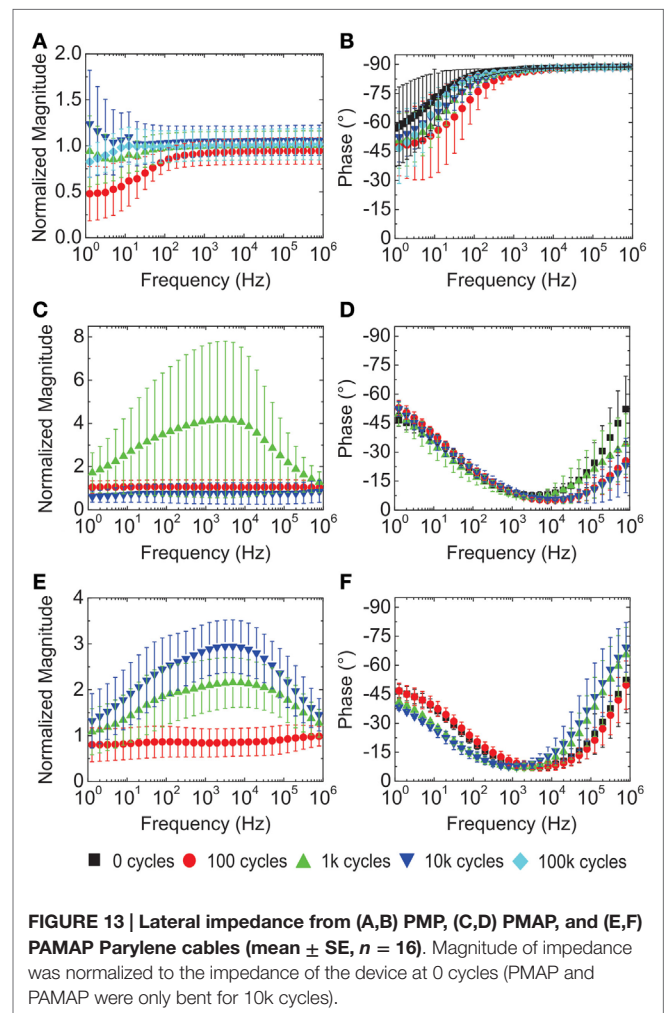 A
Normalized Magnitude
2.0
1.5
1.0
0.5
0.0
10⁰ 10¹ 10² 10³ 10⁴ 10⁵ 10⁶
Frequency (Hz)
B
Phase (°)
-90
-75
-60
-45
-30
-15
0
10⁰ 10¹ 10² 10³ 10⁴ 10⁵ 10⁶
Frequency (Hz)
C
Normalized Magnitude
8
6
4
2
0
10⁰ 10¹ 10² 10³ 10⁴ 10⁵ 10⁶
Frequency (Hz)
D
Phase (°)
-90
-75
-60
-45
-30
-15
0
10⁰ 10¹ 10² 10³ 10⁴ 10⁵ 10⁶
Frequency (Hz)
E
Normalized Magnitude
4
3
2
1
0
10⁰ 10¹ 10² 10³ 10⁴ 10⁵ 10⁶
Frequency (Hz)
F
Phase (°)
-90
-75
-60
-45
-30
-15
0
10⁰ 10¹ 10² 10³ 10⁴ 10⁵ 10⁶
Frequency (Hz)
0 cycles 100 cycles 1k cycles 10k cycles 100k cycles
FIGURE 13 | Lateral impedance from (A,B) PMP, (C,D) PMAP, and (E,F)
PAMAP Parylene cables (mean ± SE, n = 16). Magnitude of impedance
was normalized to the impedance of the device at 0 cycles (PMAP and
PAMAP were only bent for 10k cycles).